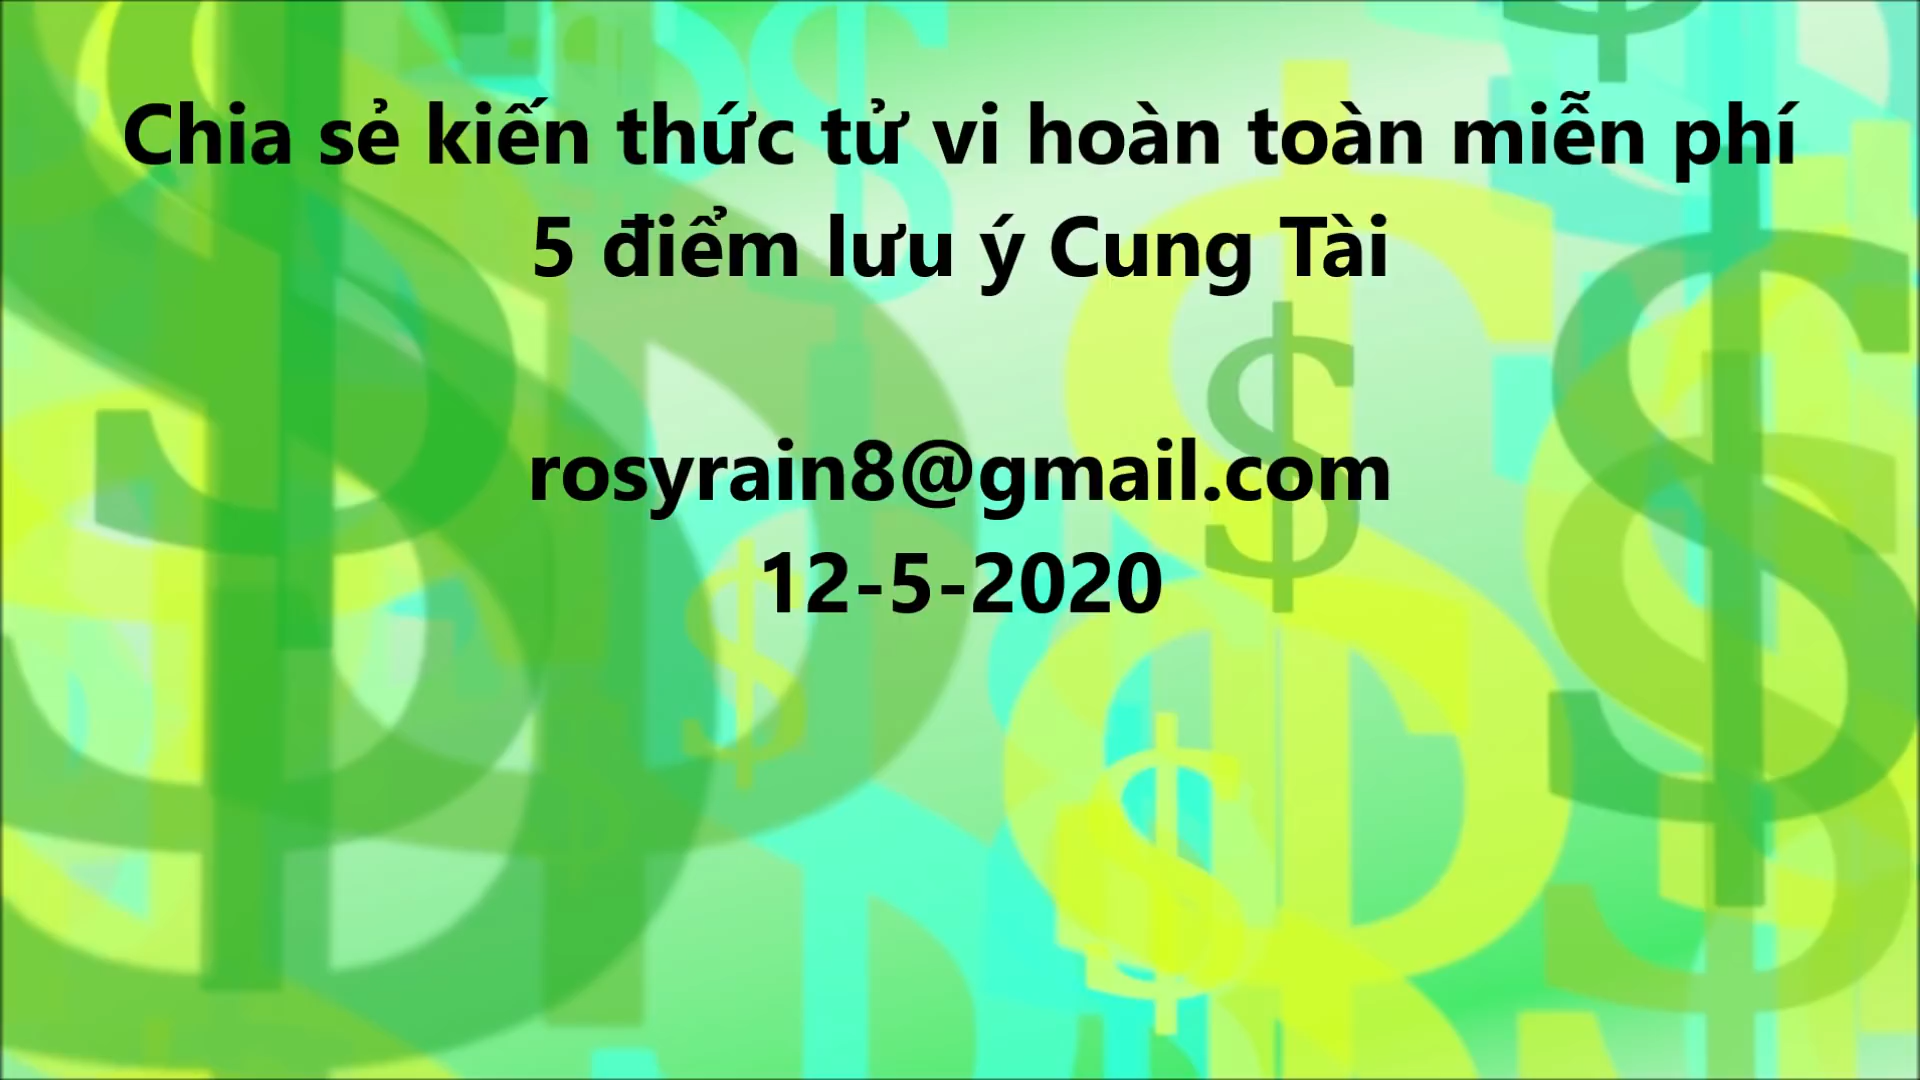 Chia sẻ kiến thức tử vi hoàn toàn miễn phí
5 điểm lưu ý Cung Tài
rosyrain8@gmail.com
12-5-2020